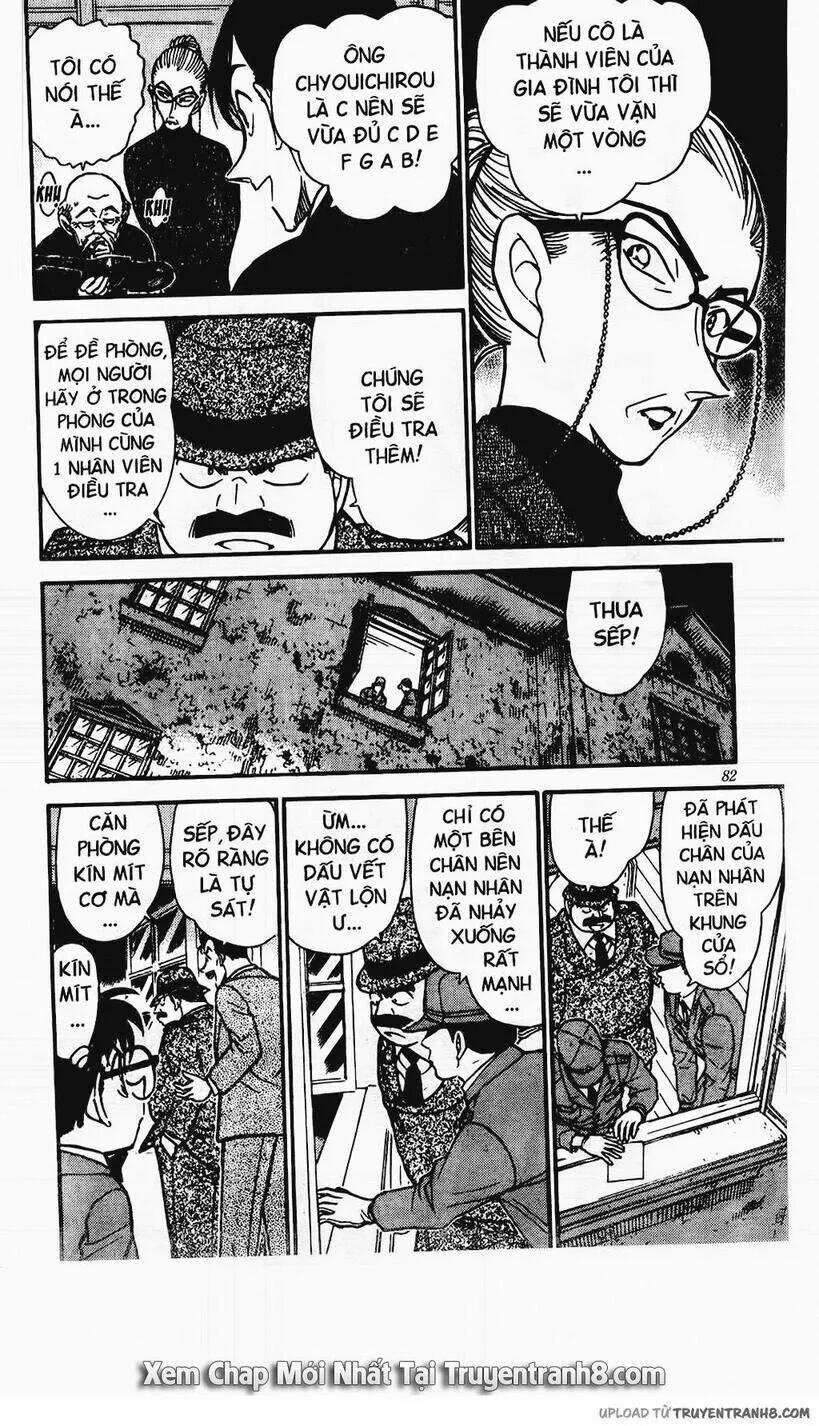 NẾU CÔ LÀ
THÀNH VIÊN CỦA
GIA ĐÌNH TÔI THÌ
SẼ VỪA VẶN
MỘT VÒNG
...
ÔNG
CHYOUICHIROU
LÀ C NÊN SẼ
VỪA ĐỦ C D E
F G A B!
TÔI CÓ
NÓI THẾ
À...
KHỤ
KHỤ
CHÚNG
TÔI SẼ
ĐIỀU TRA
THÊM!
ĐỂ ĐỀ PHÒNG,
MỌI NGƯỜI
HÃY Ở TRONG
PHÒNG CỦA
MÌNH CÙNG
1 NHÂN VIÊN
ĐIỀU TRA
...
THƯA
SẾP!
82
ĐÃ PHÁT
HIỆN DẤU
CHÂN CỦA
NẠN NHÂN
TRÊN
KHUNG
CỬA
SỔ!
THẾ
À!
CHỈ CÓ
MỘT BÊN
CHÂN NÊN
NẠN NHÂN
ĐÃ NHẢY
XUỐNG
RẤT
MẠNH
...
ỪM...
KHÔNG CÓ
DẤU VẾT
VẬT LỘN
Ư...
SẾP, ĐÂY
RÕ RÀNG
LÀ TỰ
SÁT!
CĂN
PHÒNG
KÍN MÍT
CƠ MÀ
...
KÍN
MÍT
...
Xem Chap Mới Nhất Tại Truyentranh8.com
UPLOAD TỪ TRUYENTRANH8.COM